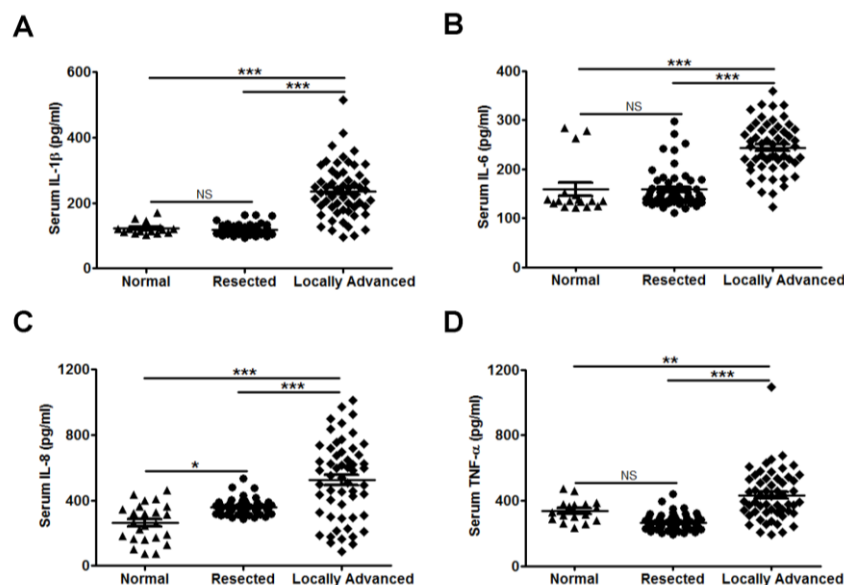 A
Serum IL-1β (pg/ml)
600
400
200
0
***
***
NS
Normal Resected Locally Advanced
B
Serum IL-6 (pg/ml)
400
300
200
100
0
***
***
NS
Normal Resected Locally Advanced
C
Serum IL-8 (pg/ml)
1200
800
400
0
***
***
*
Normal Resected Locally Advanced
D
Serum TNF-α (pg/ml)
1200
800
400
0
**
***
NS
Normal Resected Locally Advanced